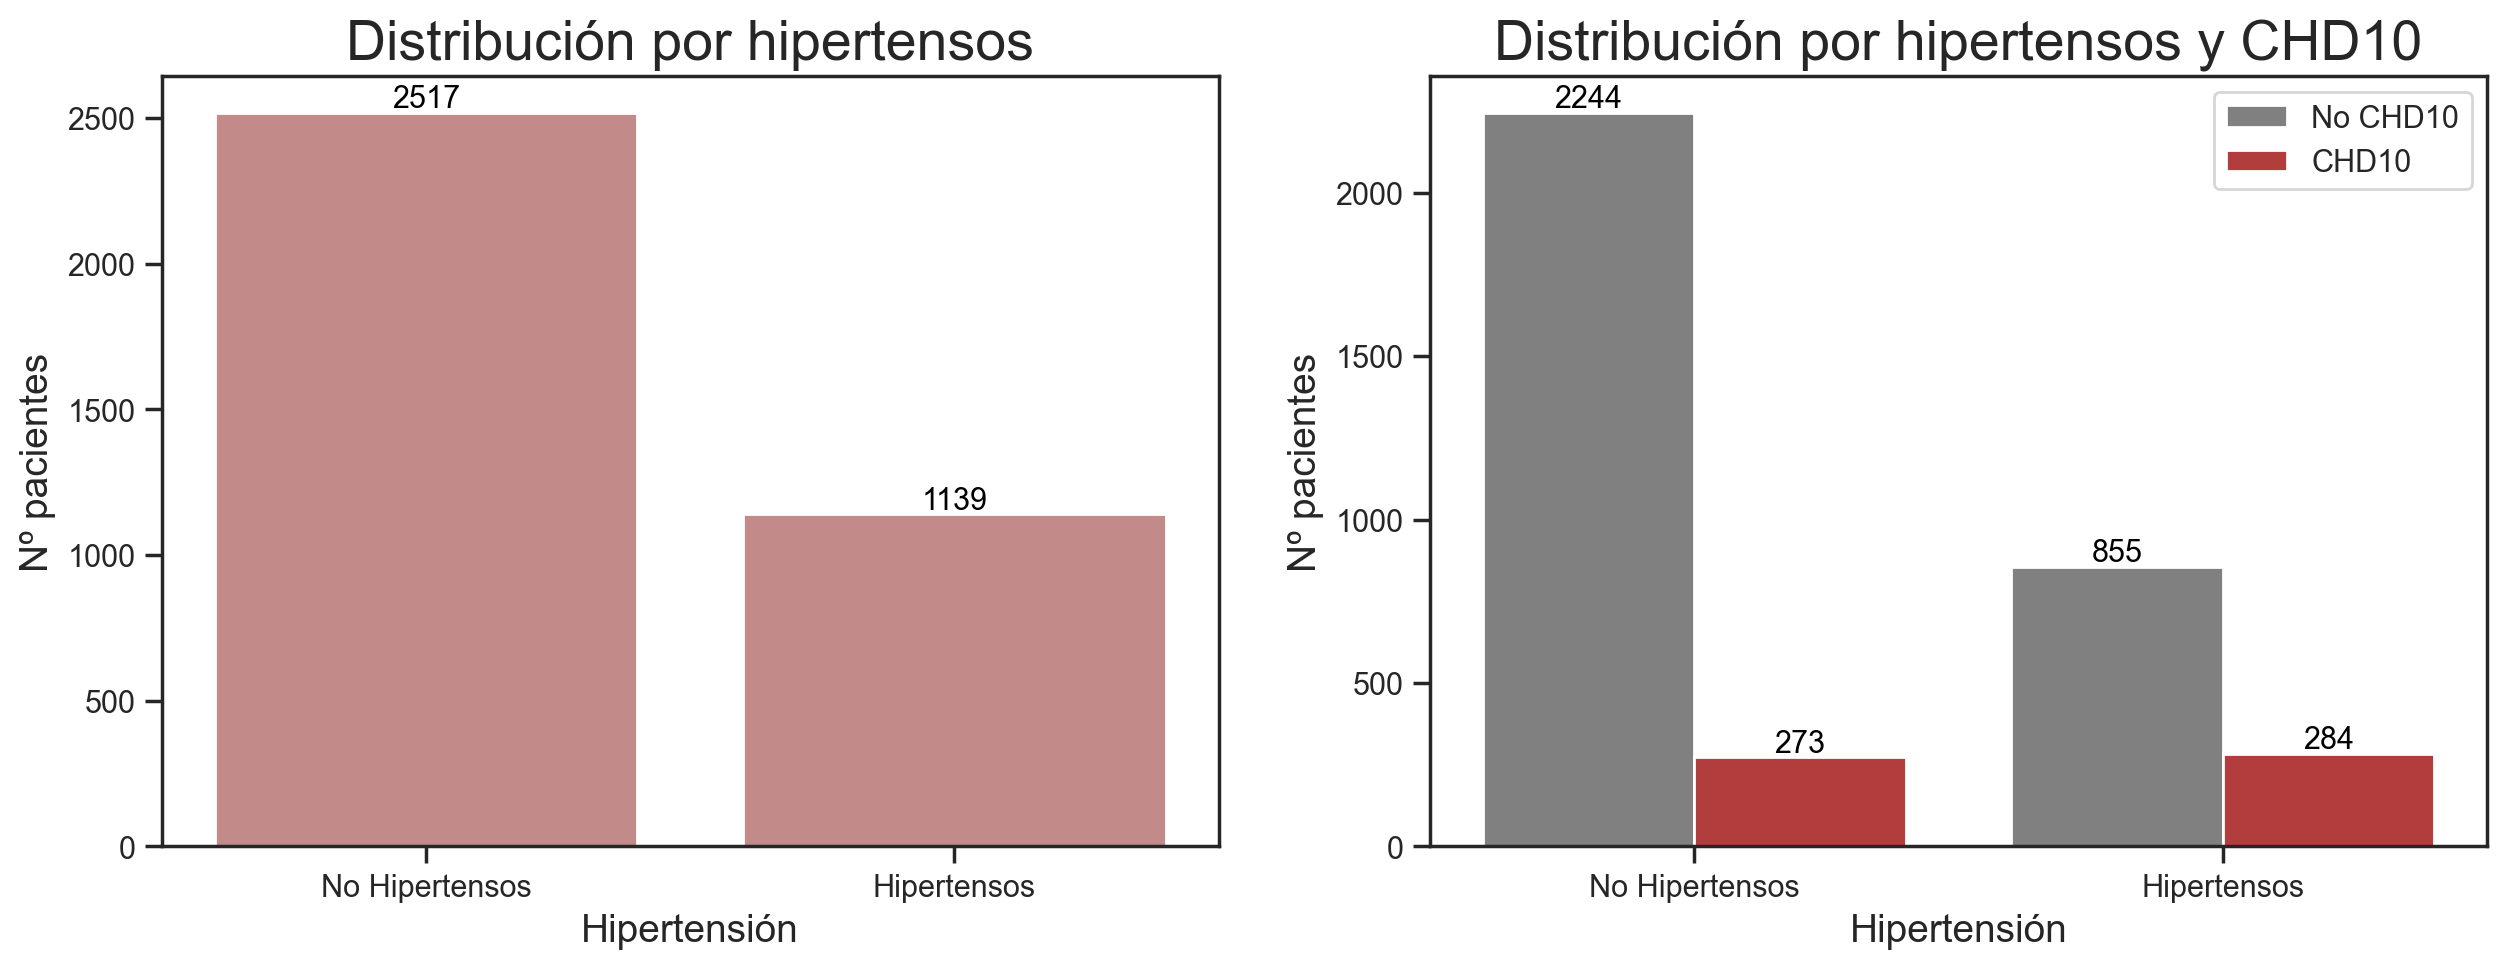 Distribución por hipertensos
2517
1139
2500
2000
1500
1000
500
0
Nº pacientes
No Hipertensos
Hipertensos
Hipertensión
Distribución por hipertensos y CHD10
No CHD10
CHD10
2244
273
855
284
2000
1500
1000
500
0
Nº pacientes
No Hipertensos
Hipertensos
Hipertensión